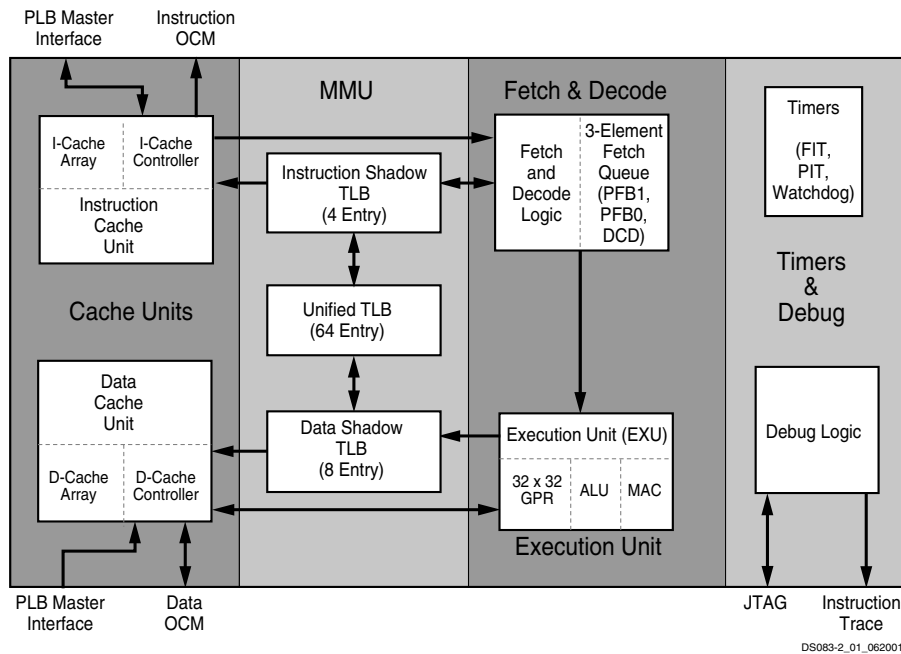 PLB Master
Interface
Instruction
OCM
MMU
Fetch & Decode
I-Cache
Array
I-Cache
Controller
Instruction
Cache
Unit
Instruction Shadow
TLB
(4 Entry)
Fetch
and
Decode
Logic
3-Element
Fetch
Queue
(PFB1,
PFB0,
DCD)
Timers
(FIT,
PIT,
Watchdog)
Cache Units
Unified TLB
(64 Entry)
Timers
&
Debug
Data
Cache
Unit
D-Cache
Array
D-Cache
Controller
Data Shadow
TLB
(8 Entry)
Execution Unit (EXU)
32 x 32
GPR
ALU
MAC
Execution Unit
Debug Logic
PLB Master
Interface
Data
OCM
JTAG
Instruction
Trace
DS083-2_01_062001